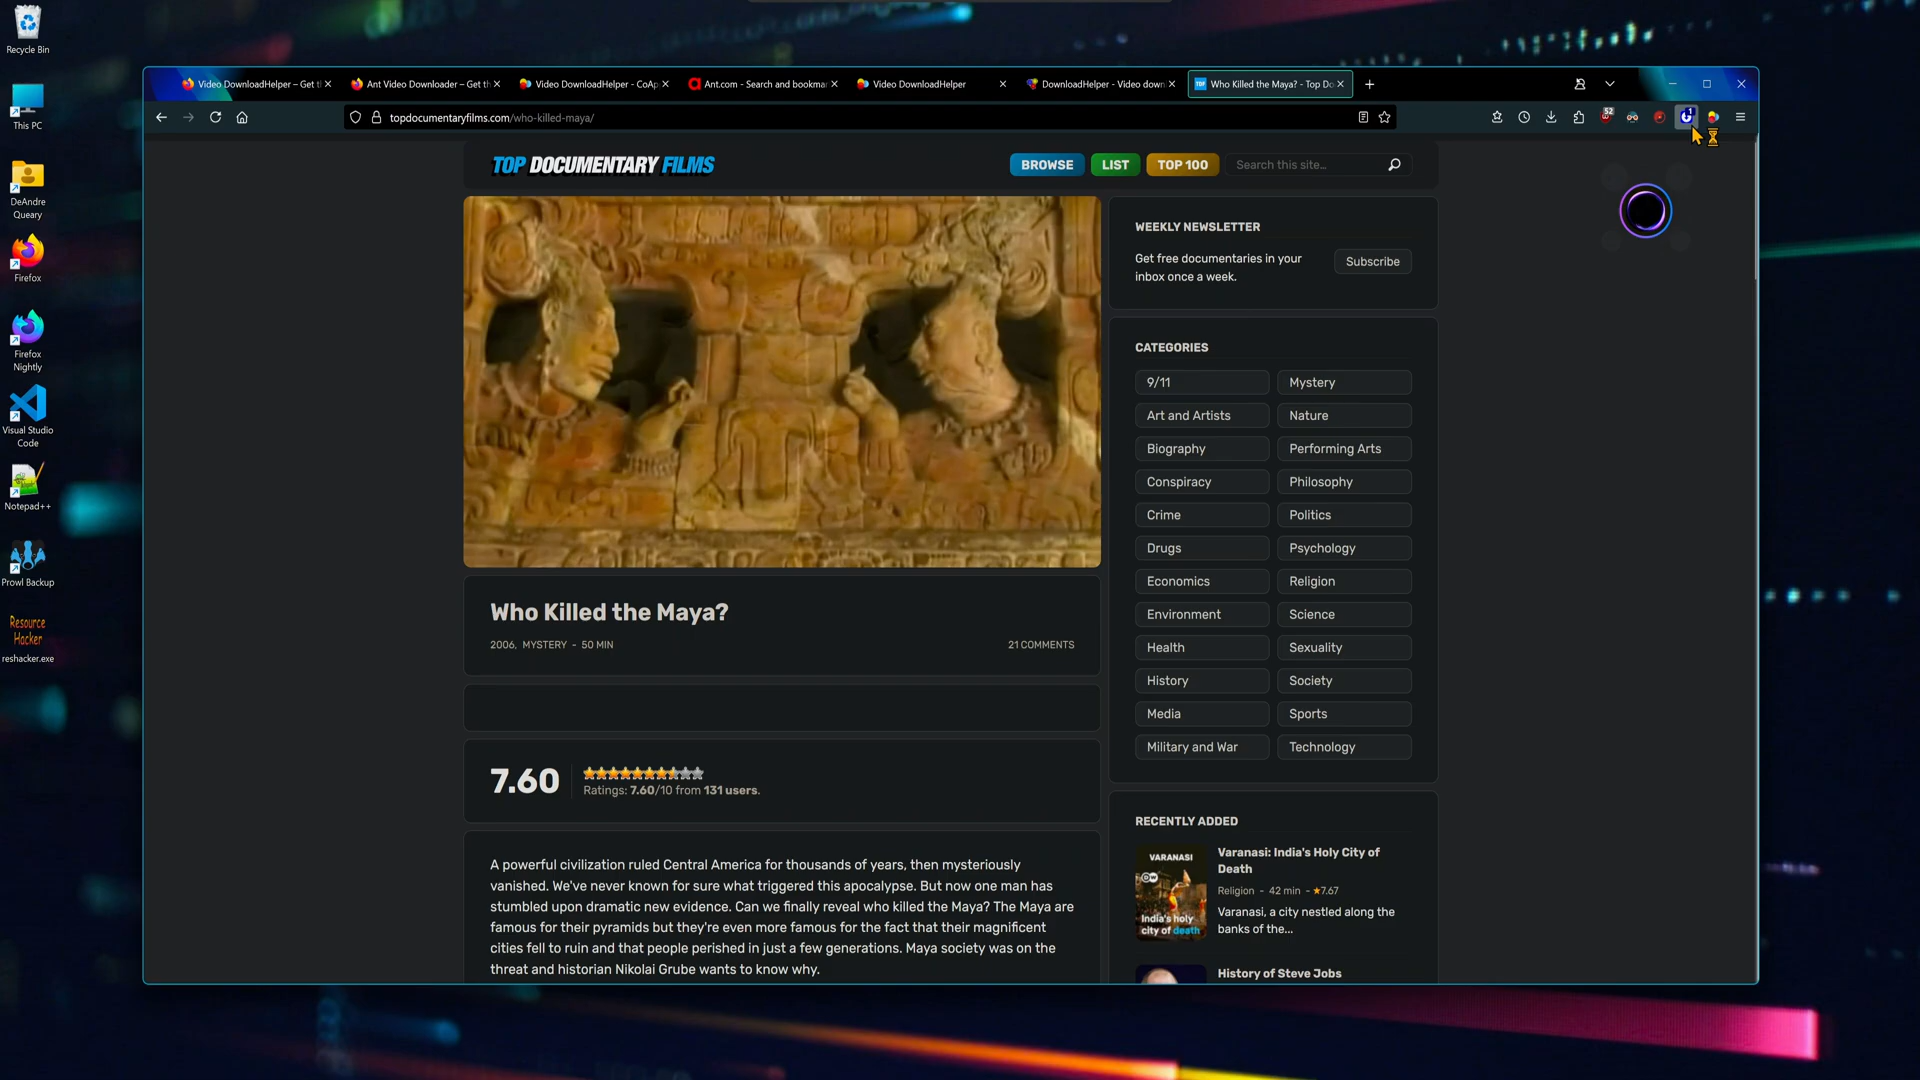 Recycle Bin
This PC
DeAndre
Queary
Firefox
Firefox
Nightly
Visual Studio
Code
Notepad++
Prowl Backup
Resource
Hacker
reshacker.exe
Video DownloadHelper – Get t
Ant Video Downloader – Get th
Video DownloadHelper - CoAp
Ant.com - Search and bookmar
Video DownloadHelper
DownloadHelper - Video down
TOP
Who Killed the Maya? - Top Do
topdocumentaryfilms.com/who-killed-maya/
52
1
TOP DOCUMENTARY FILMS
BROWSE
LIST
TOP 100
Search this site...
Who Killed the Maya?
2006, MYSTERY - 50 MIN
21 COMMENTS
7.60
Ratings: 7.60/10 from 131 users.
A powerful civilization ruled Central America for thousands of years, then mysteriously
vanished. We've never known for sure what triggered this apocalypse. But now one man has
stumbled upon dramatic new evidence. Can we finally reveal who killed the Maya? The Maya are
famous for their pyramids but they're even more famous for the fact that their magnificent
cities fell to ruin and that people perished in just a few generations. Maya society was on the
threat and historian Nikolai Grube wants to know why.
WEEKLY NEWSLETTER
Get free documentaries in your
inbox once a week.
Subscribe
CATEGORIES
9/11
Mystery
Art and Artists
Nature
Biography
Performing Arts
Conspiracy
Philosophy
Crime
Politics
Drugs
Psychology
Economics
Religion
Environment
Science
Health
Sexuality
History
Society
Media
Sports
Military and War
Technology
RECENTLY ADDED
VARANASI
DW
India's holy
city of death
Varanasi: India's Holy City of
Death
Religion - 42 min - ★7.67
Varanasi, a city nestled along the
banks of the...
History of Steve Jobs